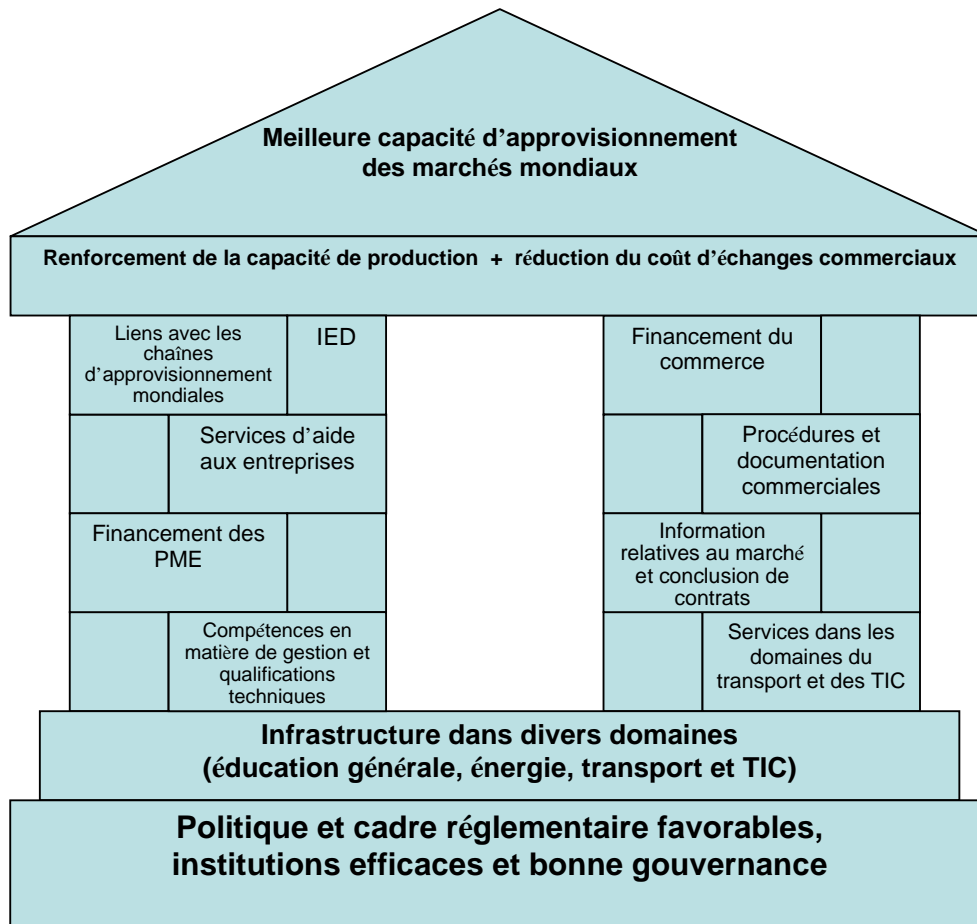 Meilleure capacité d'approvisionnement
des marchés mondiaux
Renforcement de la capacité de production + réduction du coût d'échanges commerciaux
Liens avec les
chaînes
d'approvisionnement
mondiales
IED
Services d'aide
aux entreprises
Financement des
PME
Compétences en
matière de gestion et
qualifications
techniques
Financement du
commerce
Procédures et
documentation
commerciales
Information
relatives au marché
et conclusion de
contrats
Services dans les
domaines du
transport et des TIC
Infrastructure dans divers domaines
(éducation générale, énergie, transport et TIC)
Politique et cadre réglementaire favorables,
institutions efficaces et bonne gouvernance